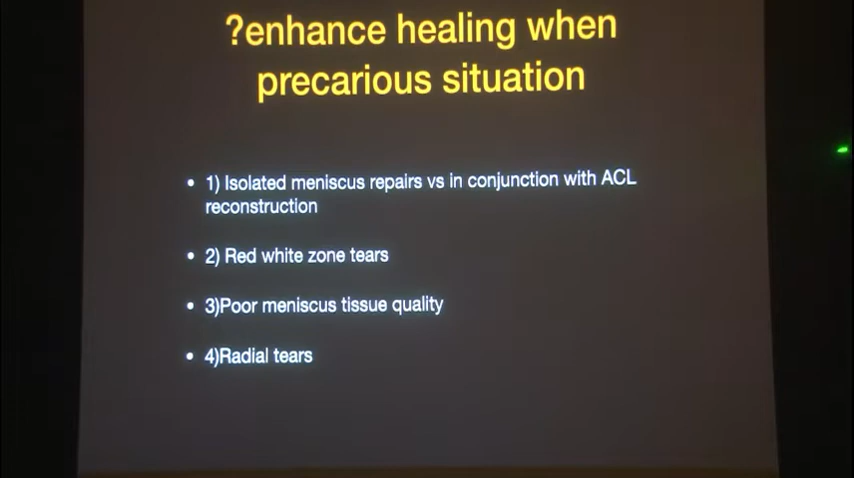 ?enhance healing when
precarious situation
• 1) Isolated meniscus repairs vs in conjunction with ACL
reconstruction
• 2) Red white zone tears
• 3)Poor meniscus tissue quality
• 4)Radial tears